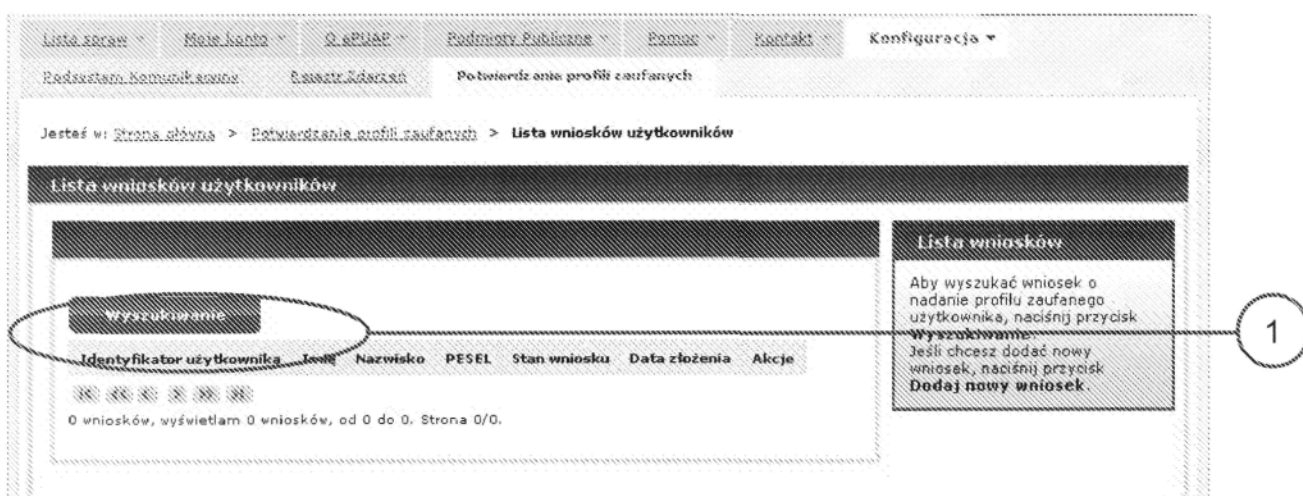 Lista spraw Moje konto O ePUAP Podmioty Publiczne Pomoc Kontakt Konfiguracja
Podsystem Komunikacyjny Rejestr Zdarzeń Potwierdzanie profili zaufanych
Jesteś w: Strona główna > Potwierdzanie profili zaufanych > Lista wniosków użytkowników
Lista wniosków użytkowników
Wyszukiwanie
Identyfikator użytkownika Imię Nazwisko PESEL Stan wniosku Data złożenia Akcje
0 wniosków, wyświetlam 0 wniosków, od 0 do 0. Strona 0/0.
Lista wniosków
Aby wyszukać wniosek o
nadanie profilu zaufanego
użytkownika, naciśnij przycisk
Wyszukiwanie.
Jeśli chcesz dodać nowy
wniosek, naciśnij przycisk
Dodaj nowy wniosek.
1